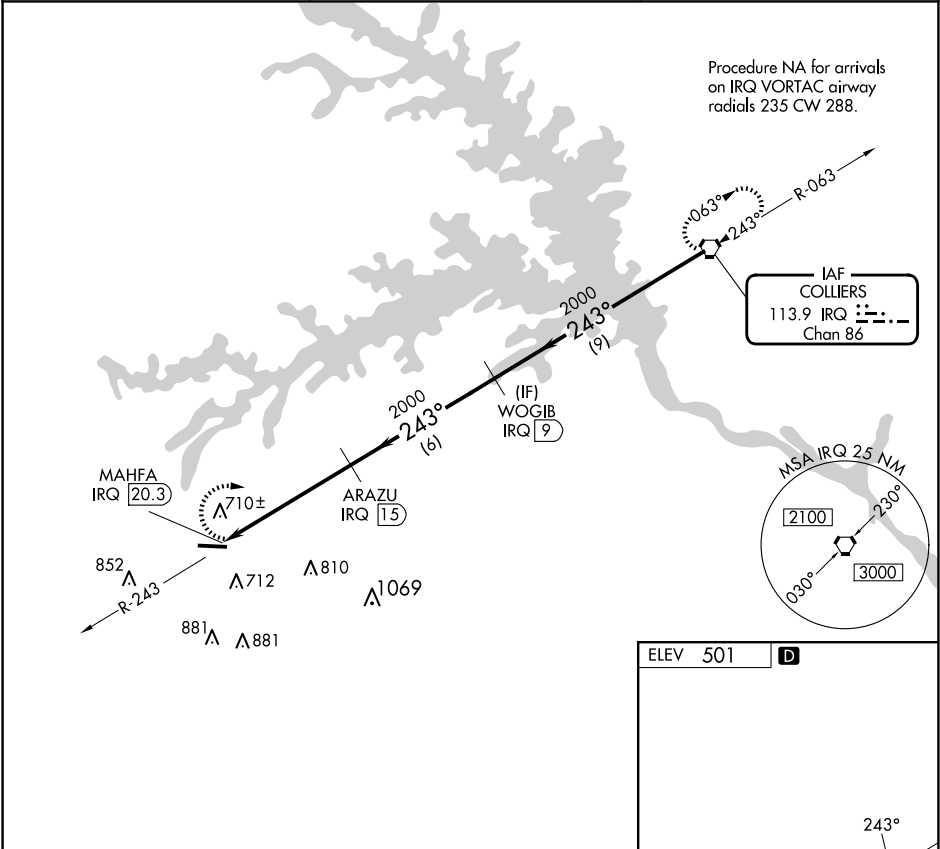 Procedure NA for arrivals
on IRQ VORTAC airway
radials 235 CW 288.
R-063
063°
243°
IAF
COLLIERS
113.9 IRQ
Chan 86
2000
243°
(9)
(IF)
WOGIB
IRQ 9
2000
243°
(6)
ARAZU
IRQ 15
MAHFA
IRQ 20.3
710±
852
R-243
712
810
1069
881
881
MSA IRQ 25 NM
230°
2100
3000
030°
ELEV 501 D
243°